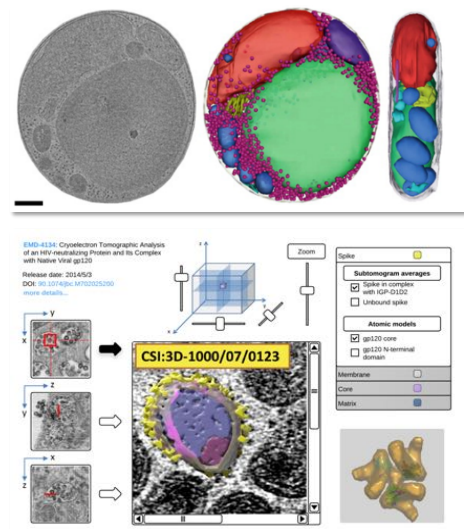 EMD-4134: Cryoelectron Tomographic Analysis
of an HIV-neutralizing Protein and Its Complex
with Native Viral gp120
Release date: 2014/5/3
DOI: 90.1074/jbc M702025200
more details...
z
y
x
Zoom
y
x
z
y
x
z
CSI:3D-1000/07/0123
Spike
Subtomogram averages
Spike in complex
with IGP-D1D2
Unbound spike
Atomic models
gp120 core
gp120 N-terminal
domain
Membrane
Core
Matrix